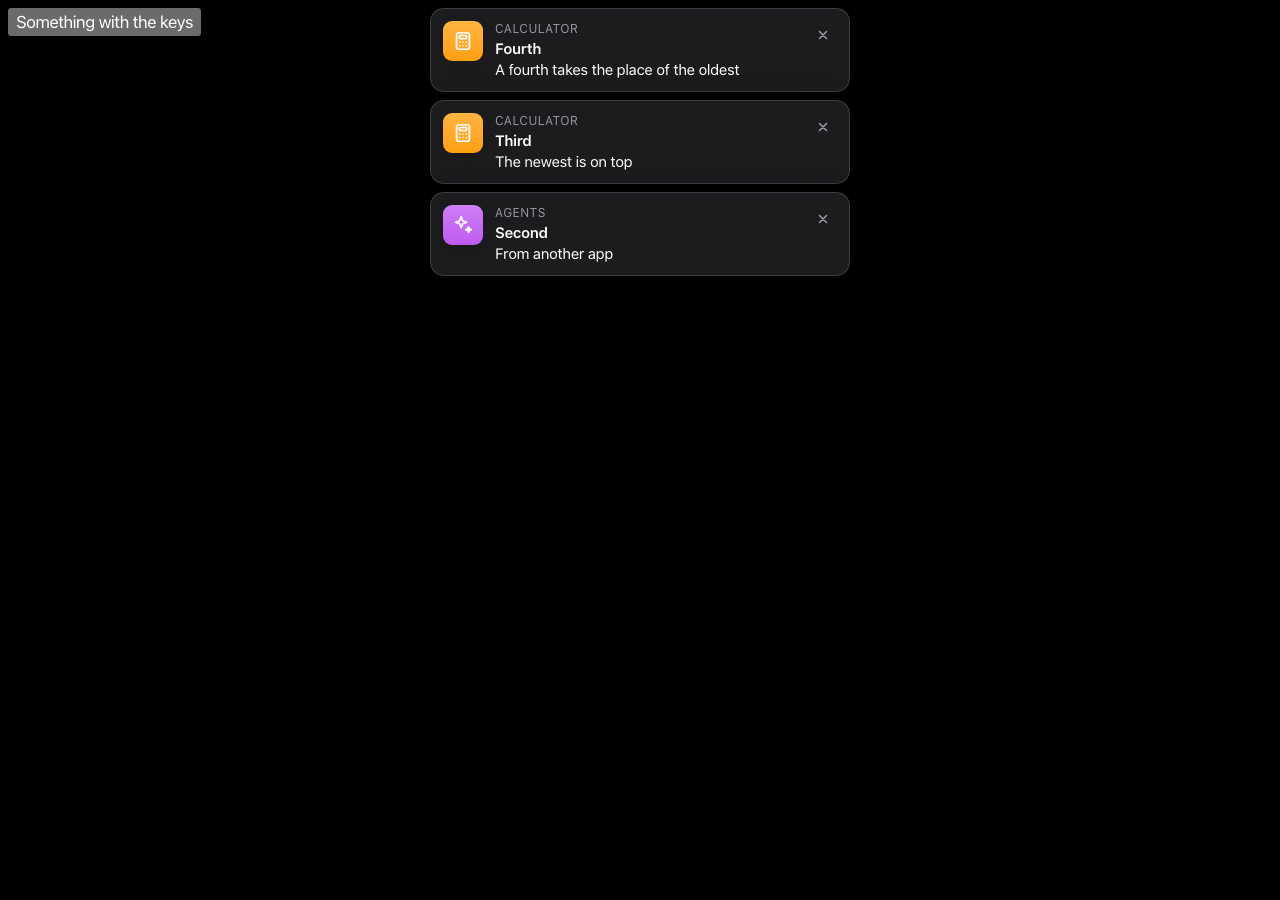 Something with the keys
CALCULATOR
Fourth
A fourth takes the place of the oldest
CALCULATOR
Third
The newest is on top
AGENTS
Second
From another app